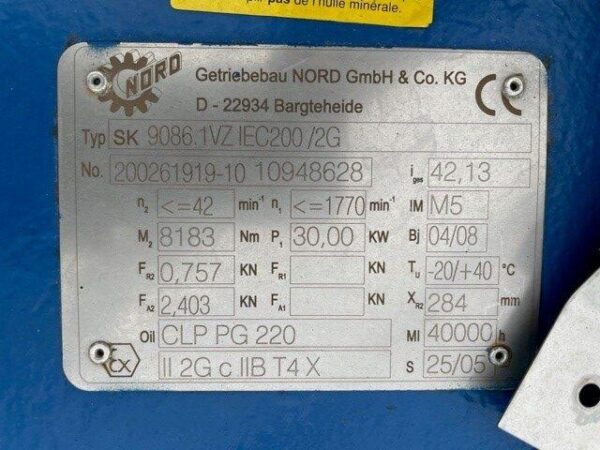 pir pas de l'huile minérale.
NORD
Getriebebau NORD GmbH & Co. KG
D - 22934 Bargteheide
CE
Typ SK 9086.1VZ IEC200 /2G
No. 200261919-10 10948628 iges 42,13
n2 <=42 min-1 n1 <=1770 min-1 IM M5
M2 8183 Nm P1 30,00 KW Bj 04/08
FR2 0,757 KN FR1 KN Tu -20/+40 °C
FA2 2,403 KN FA1 KN XR2 284 mm
Oil CLP PG 220 MI 40000 h
εx II 2G c IIB T4 X S 25/05